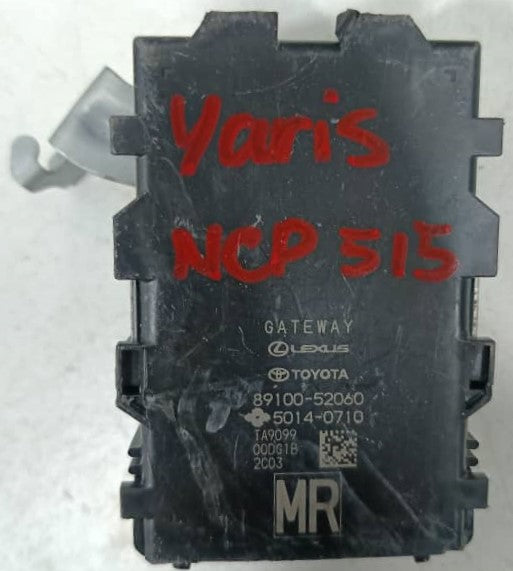 Yaris
NCP 515
GATEWAY
LEXUS
TOYOTA
89100-52060
5014-0710
TA9099
00DG1B
2C03
MR